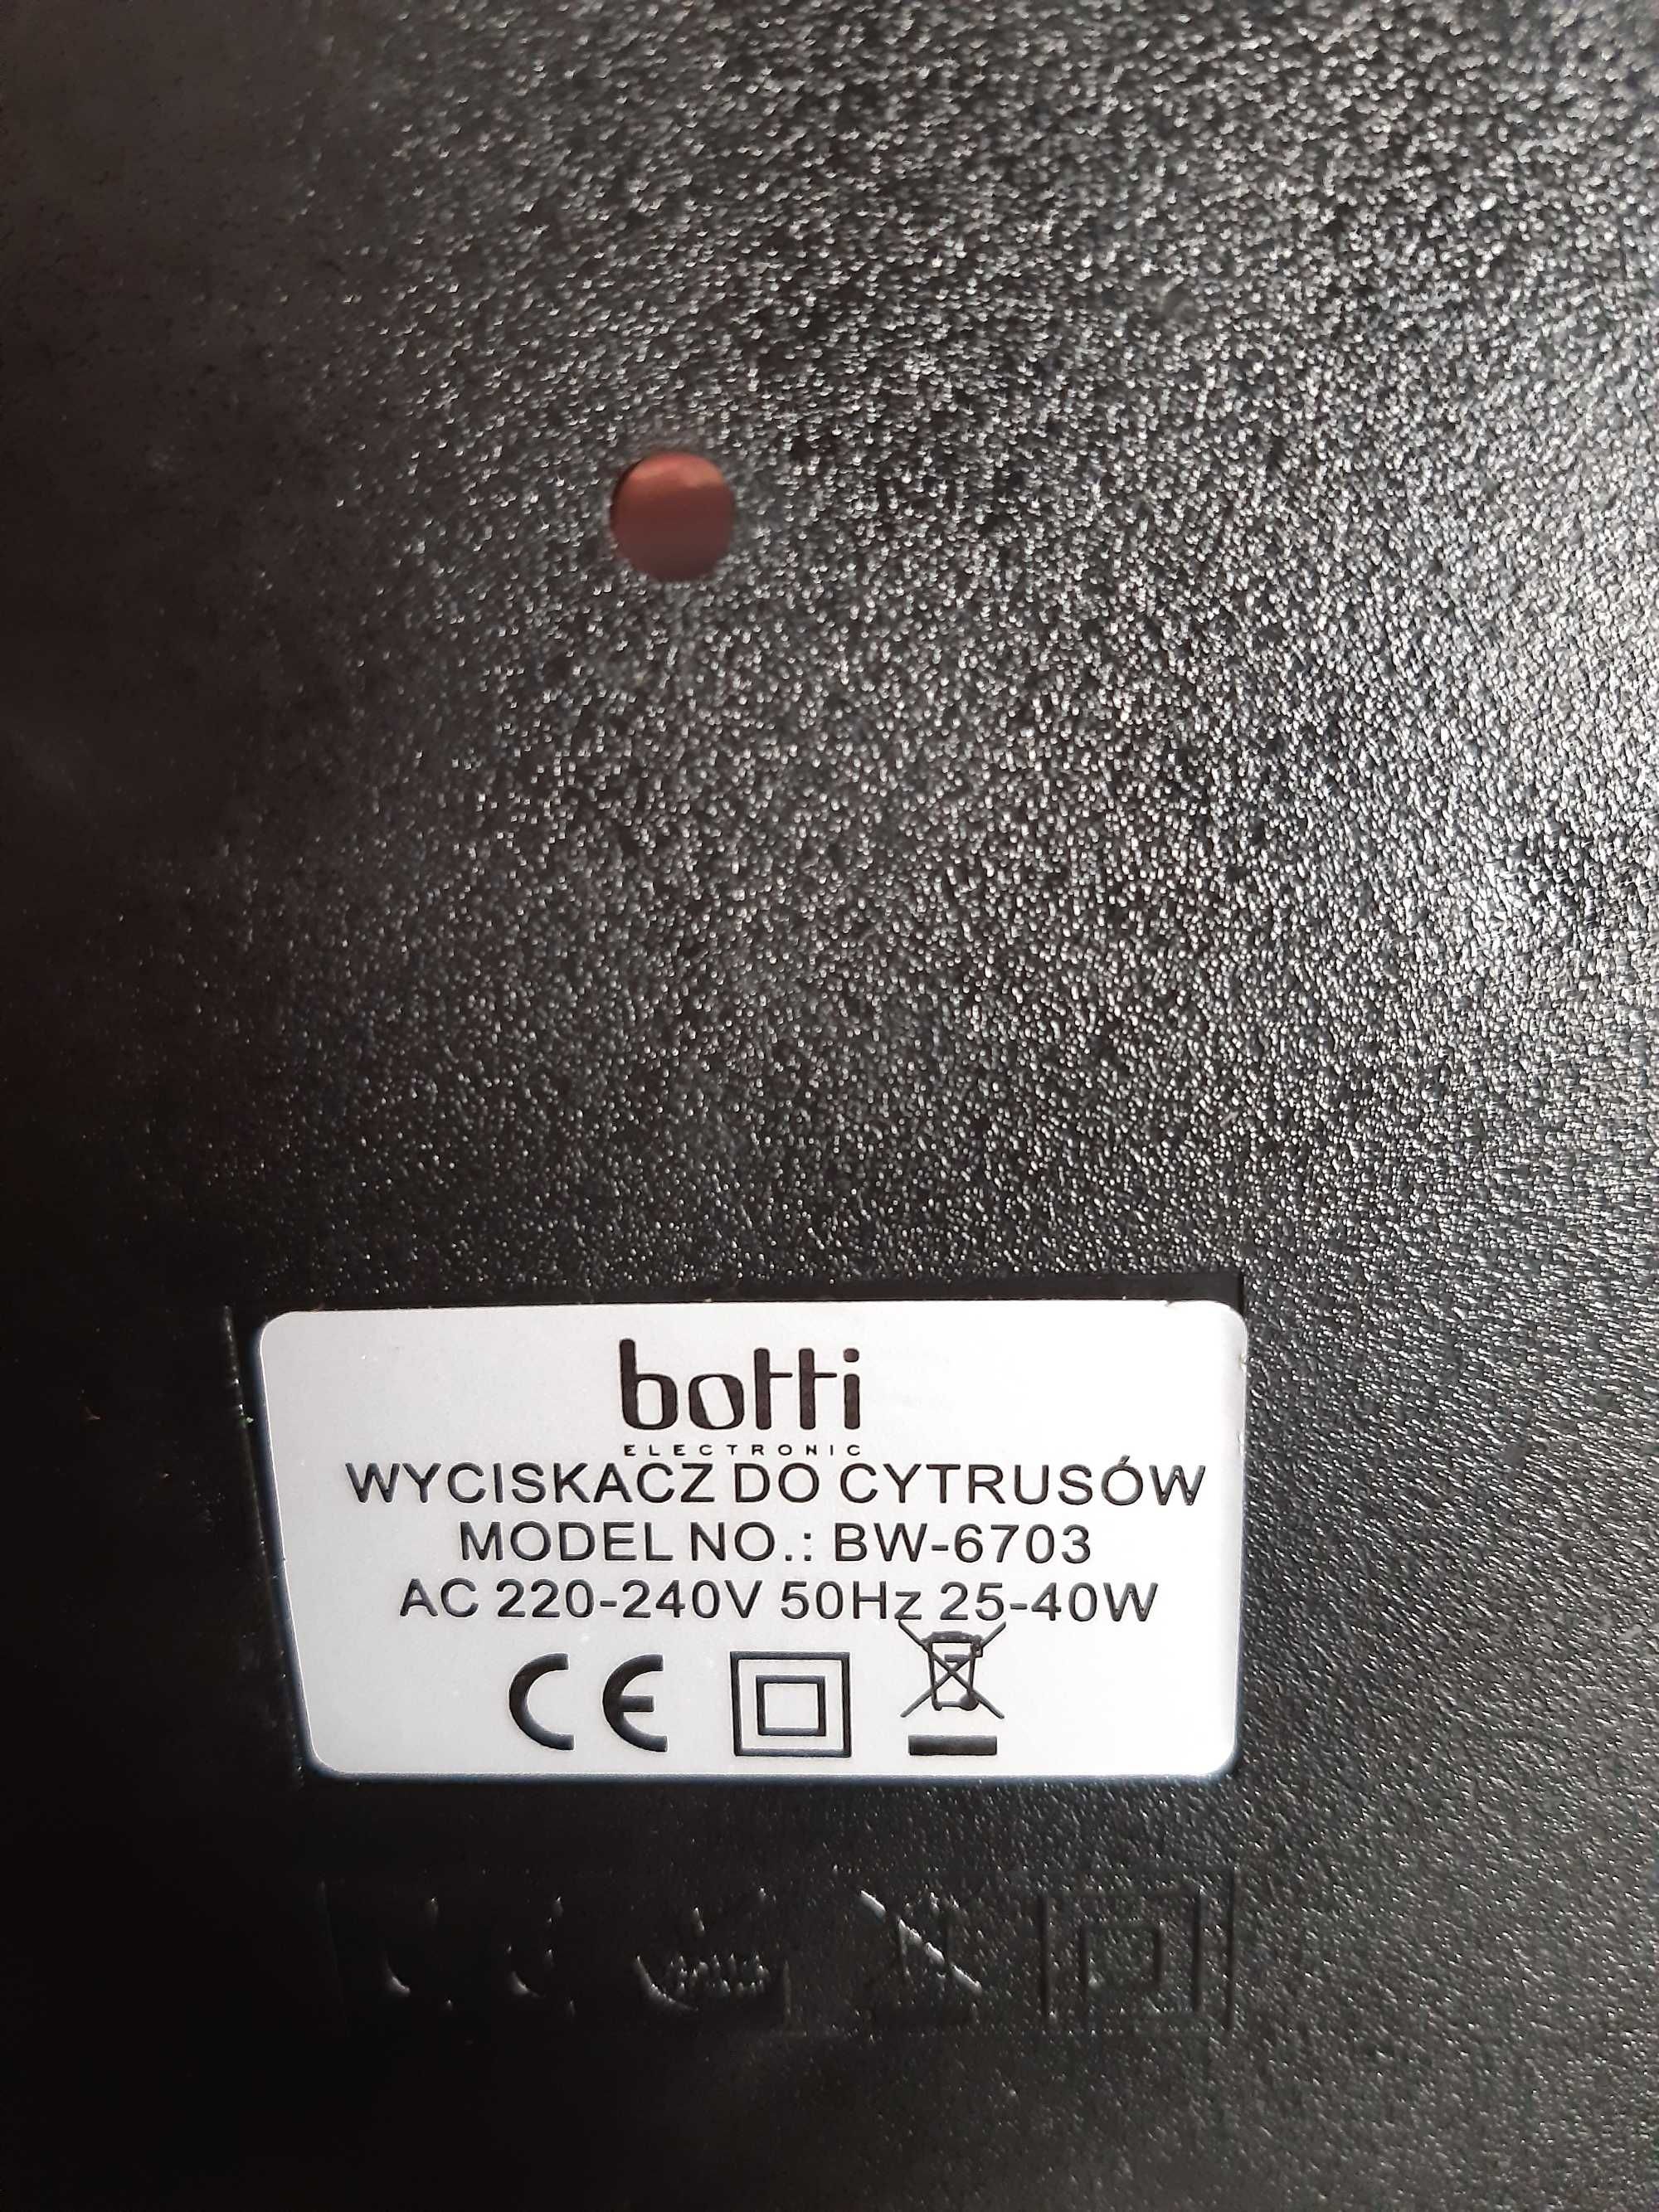 botti
ELECTRONIC
WYCISKACZ DO CYTRUSÓW
MODEL NO.: BW-6703
AC 220-240V 50Hz 25-40W
CE